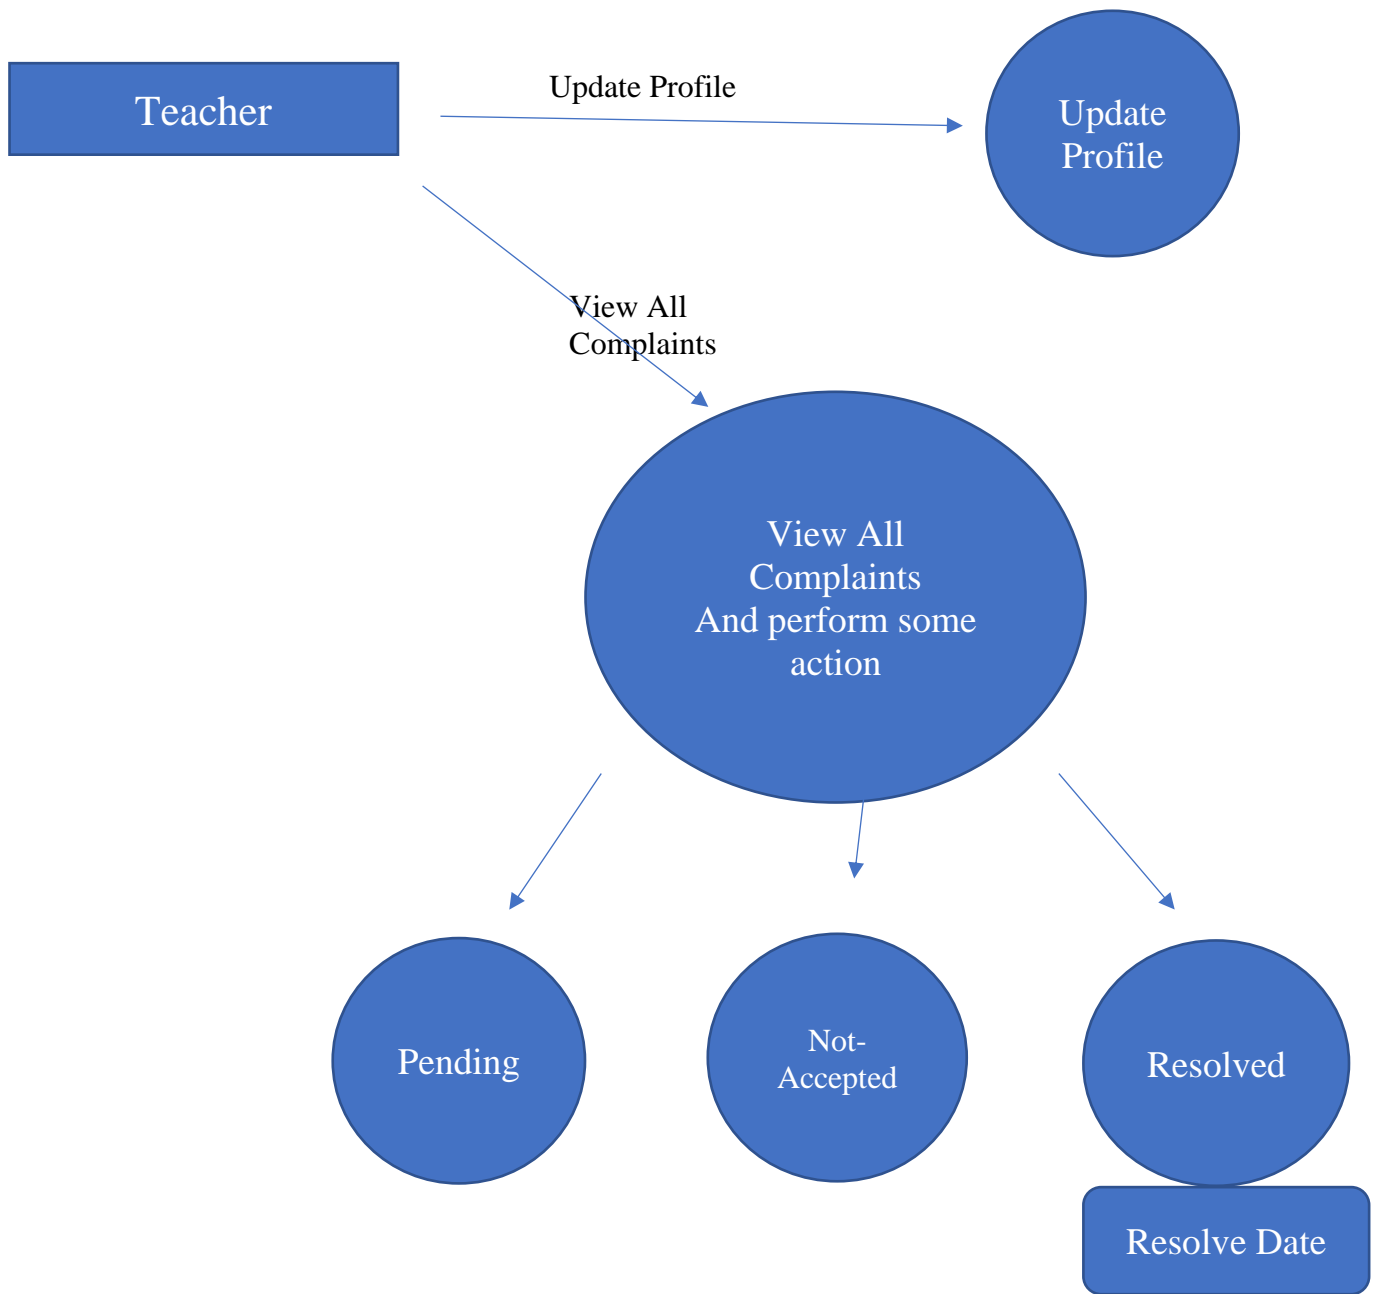 Teacher
Update Profile
Update
Profile
View All
Complaints
View All
Complaints
And perform some
action
Pending
Not-
Accepted
Resolved
Resolve Date